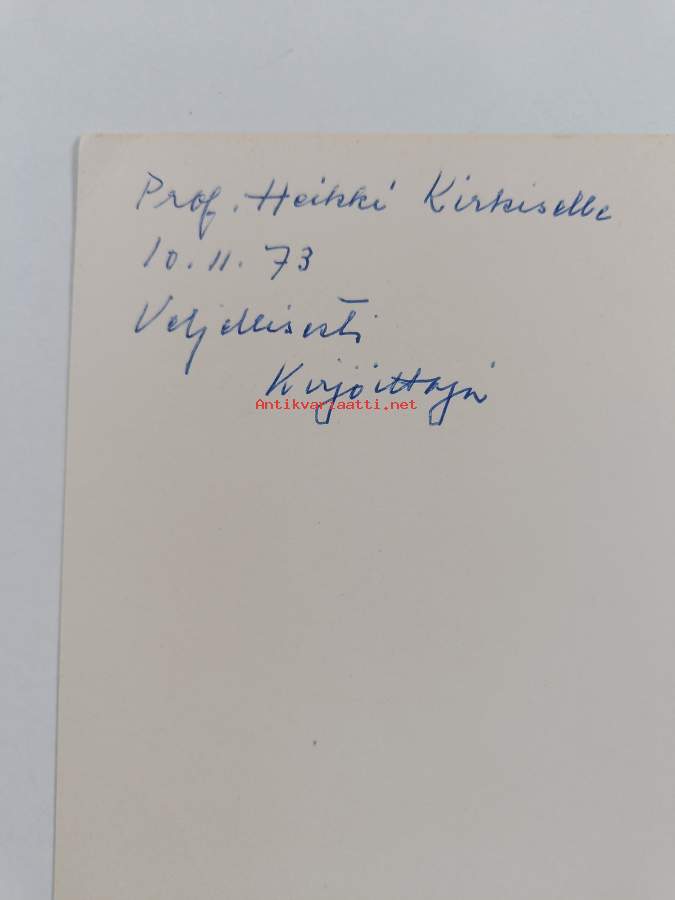 Prof. Heikki Kirkiselle
10.11.73
Veljellisesti
Kirjoittaja
Antikvariaatti.net